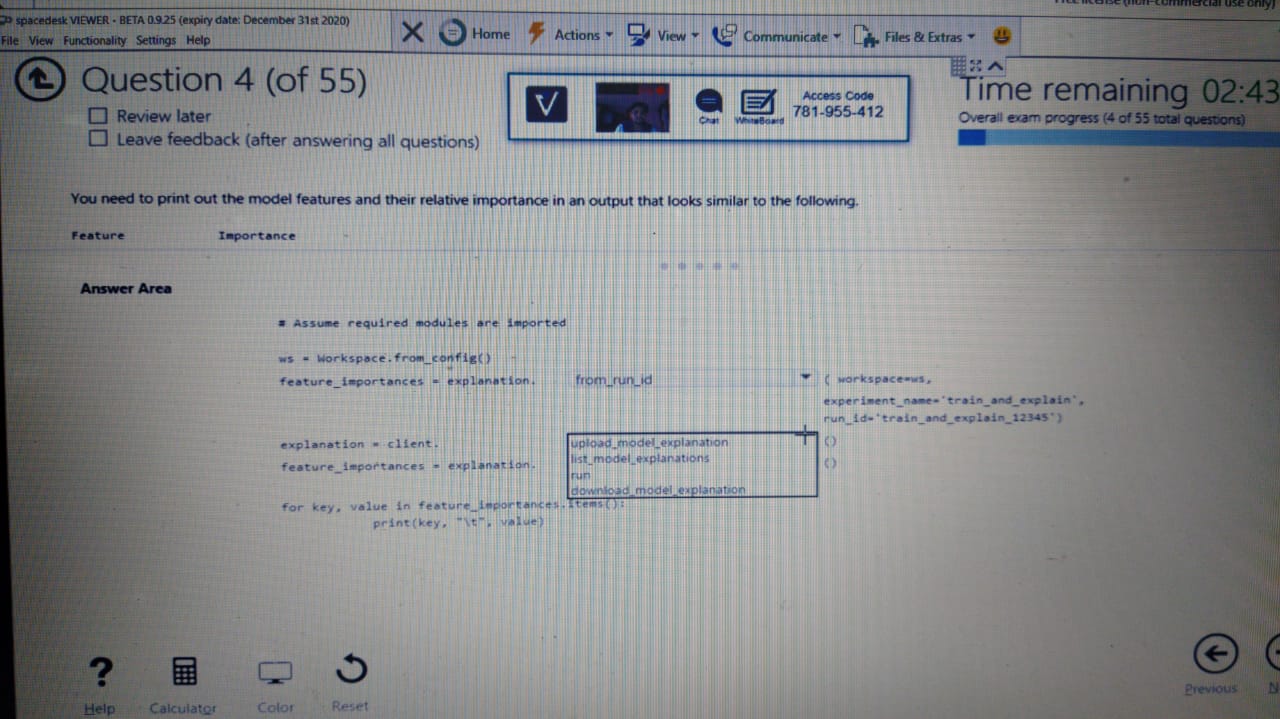 spacedesk VIEWER - BETA 0.9.25 (expiry date: December 31st 2020)
File View Functionality Settings Help
Home Actions View Communicate Files & Extras
Question 4 (of 55)
Review later
Leave feedback (after answering all questions)
V
Chat
WhiteBoard
Access Code
781-955-412
Time remaining 02:43
Overall exam progress (4 of 55 total questions)
You need to print out the model features and their relative importance in an output that looks similar to the following.
Feature Importance
Answer Area
# Assume required modules are imported
ws = Workspace.from_config()
feature_importances = explanation. from_run_id ( workspace=ws,
experiment_name='train_and_explain',
run_id='train_and_explain_12345')
explanation = client. upload_model_explanation ()
list_model_explanations
feature_importances = explanation. ()
run
download_model_explanation
for key, value in feature_importances.items():
print(key, "\t", value)
Help Calculator Color Reset
Previous